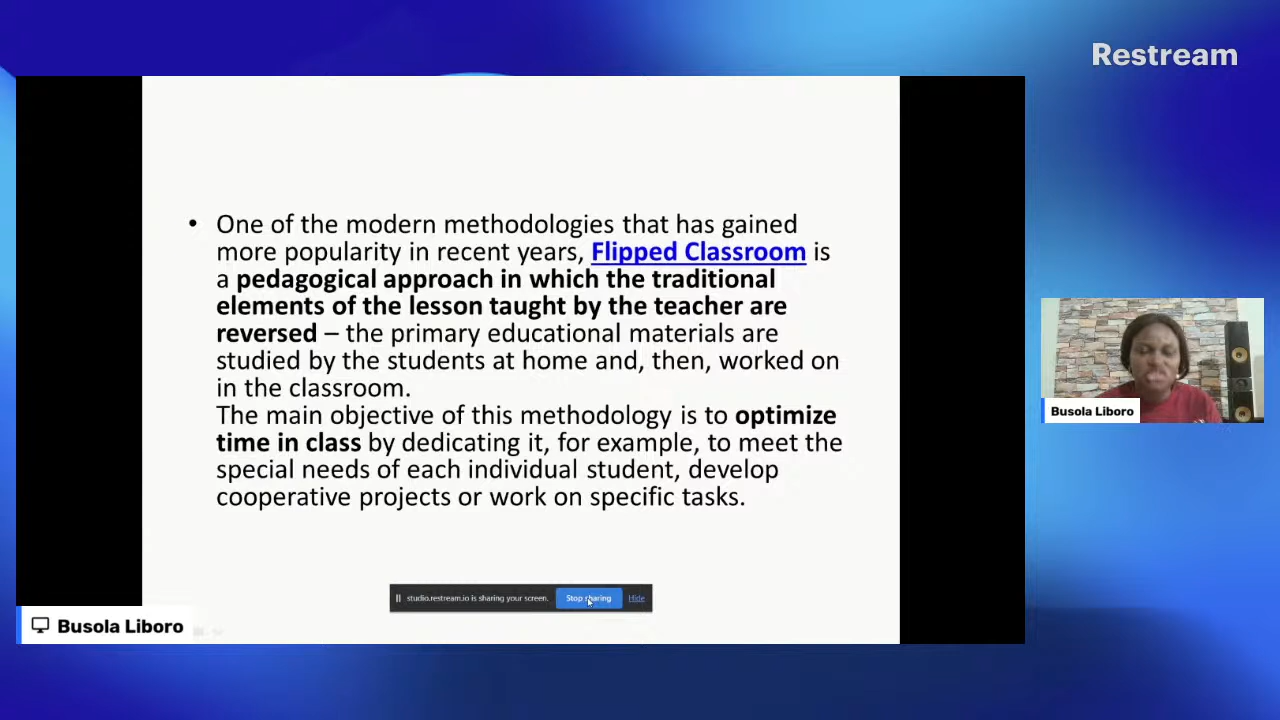 Restream
• One of the modern methodologies that has gained
more popularity in recent years, Flipped Classroom is
a pedagogical approach in which the traditional
elements of the lesson taught by the teacher are
reversed – the primary educational materials are
studied by the students at home and, then, worked on
in the classroom.
The main objective of this methodology is to optimize
time in class by dedicating it, for example, to meet the
special needs of each individual student, develop
cooperative projects or work on specific tasks.
Busola Liboro
studio.restream.io is sharing your screen. Stop sharing Hide
Busola Liboro